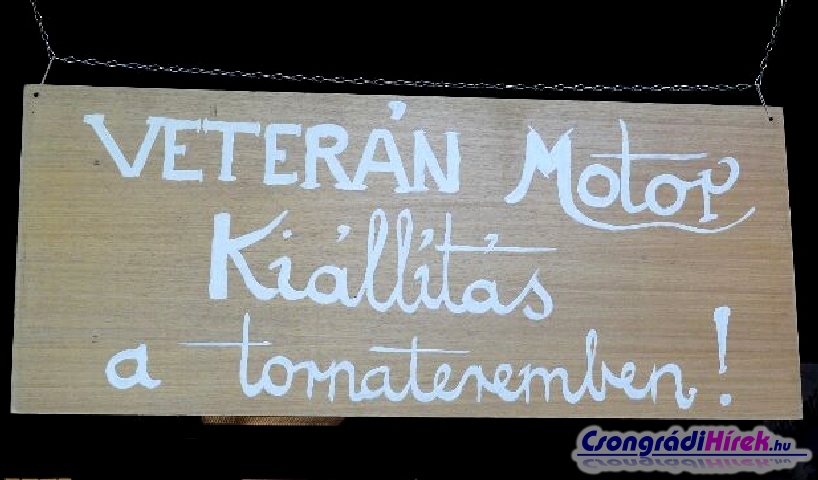 VETERÁN Motor
Kiállítás
a tornateremben!
CsongrádiHírek.hu